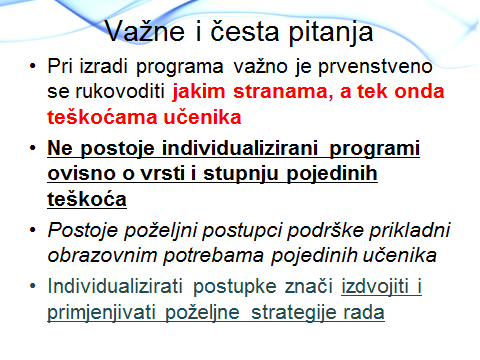 Važne i česta pitanja
• Pri izradi programa važno je prvenstveno
se rukovoditi jakim stranama, a tek onda
teškoćama učenika
• Ne postoje individualizirani programi
ovisno o vrsti i stupnju pojedinih
teškoća
• Postoje poželjni postupci podrške prikladni
obrazovnim potrebama pojedinih učenika
• Individualizirati postupke znači izdvojiti i
primjenjivati poželjne strategije rada